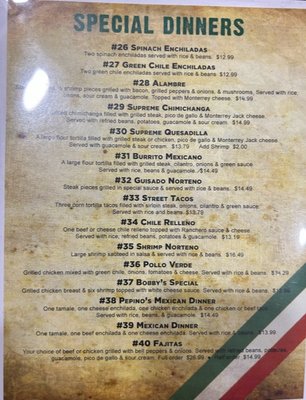 SPECIAL DINNERS
#26 SPINACH ENCHILADAS
Two spinach enchiladas served with rice & beans $12.99
#27 GREEN CHILE ENCHILADAS
Two green chile enchiladas served with rice & beans. $12.99
#28 ALAMBRE
shrimp pieces grilled with bacon, grilled peppers & onions, & mushrooms, Served with rice,
beans, sour cream & guacamole. Topped with Monterrey cheese. $14.99
#29 SUPREME CHIMICHANGA
chimichanga filled with grilled steak, pico de gallo & Monterrey Jack cheese.
Served with refried beans, potatoes, guacamole & sour cream. $14.99
#30 SUPREME QUESADILLA
A large flour tortilla filled with grilled steak or chicken, pico de gallo & Monterrey Jack cheese.
Served with guacamole & sour cream. $13.79 Add Shrimp $2.00
#31 BURRITO MEXICANO
A large flour tortilla filled with grilled steak, cilantro, onions & green sauce
Served with rice, beans & guacamole. $14.49
#32 GUISADO NORTENO
Steak pieces grilled in special sauce & served with rice & beans. $14.49
#33 STREET TACOS
Three corn tortilla tacos filled with sirloin steak, onions, cilantro & green sauce.
Served with rice and beans $13.79
#34 CHILE RELLEÑO
One beef or cheese chile relleno topped with Ranchero sauce & cheese.
Served with rice, refried beans, potatoes & guacamole. $13.19
#35 SHRIMP NORTENO
Large shrimp sauteed in salsa & served with rice & beans. $16.49
#36 POLLO VERDE
Grilled chicken mixed with green chile, onions, tomatoes & cheese. Served with rice & beans. $14.29
#37 BOBBY'S SPECIAL
Grilled chicken breast & six shrimp topped with white cheese sauce. Served with rice & beans.
#38 PEPINO'S MEXICAN DINNER
One tamale, one cheese enchilada, one chicken enchilada & one chicken or beef taco
Served with rice, beans, & guacamole. $14.49
#39 MEXICAN DINNER
One tamale, one beef enchilada & one cheese enchilada. Served with rice & beans.
#40 FAJITAS
Your choice of beef or chicken grilled with bell peppers & onions. Served with refried beans, potatoes,
guacamole, pico de gallo & sour cream. Full order $26.99 Half order $14.99